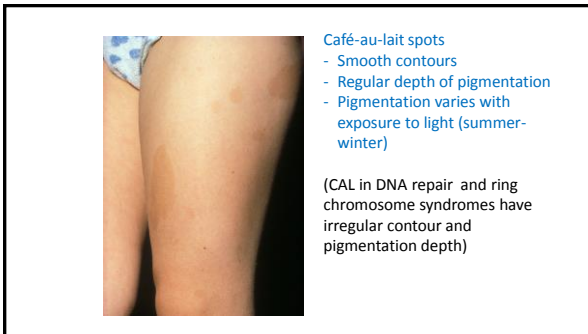 Café-au-lait spots
- Smooth contours
- Regular depth of pigmentation
- Pigmentation varies with
exposure to light (summer-
winter)
(CAL in DNA repair  and ring
chromosome syndromes have
irregular contour and
pigmentation depth)